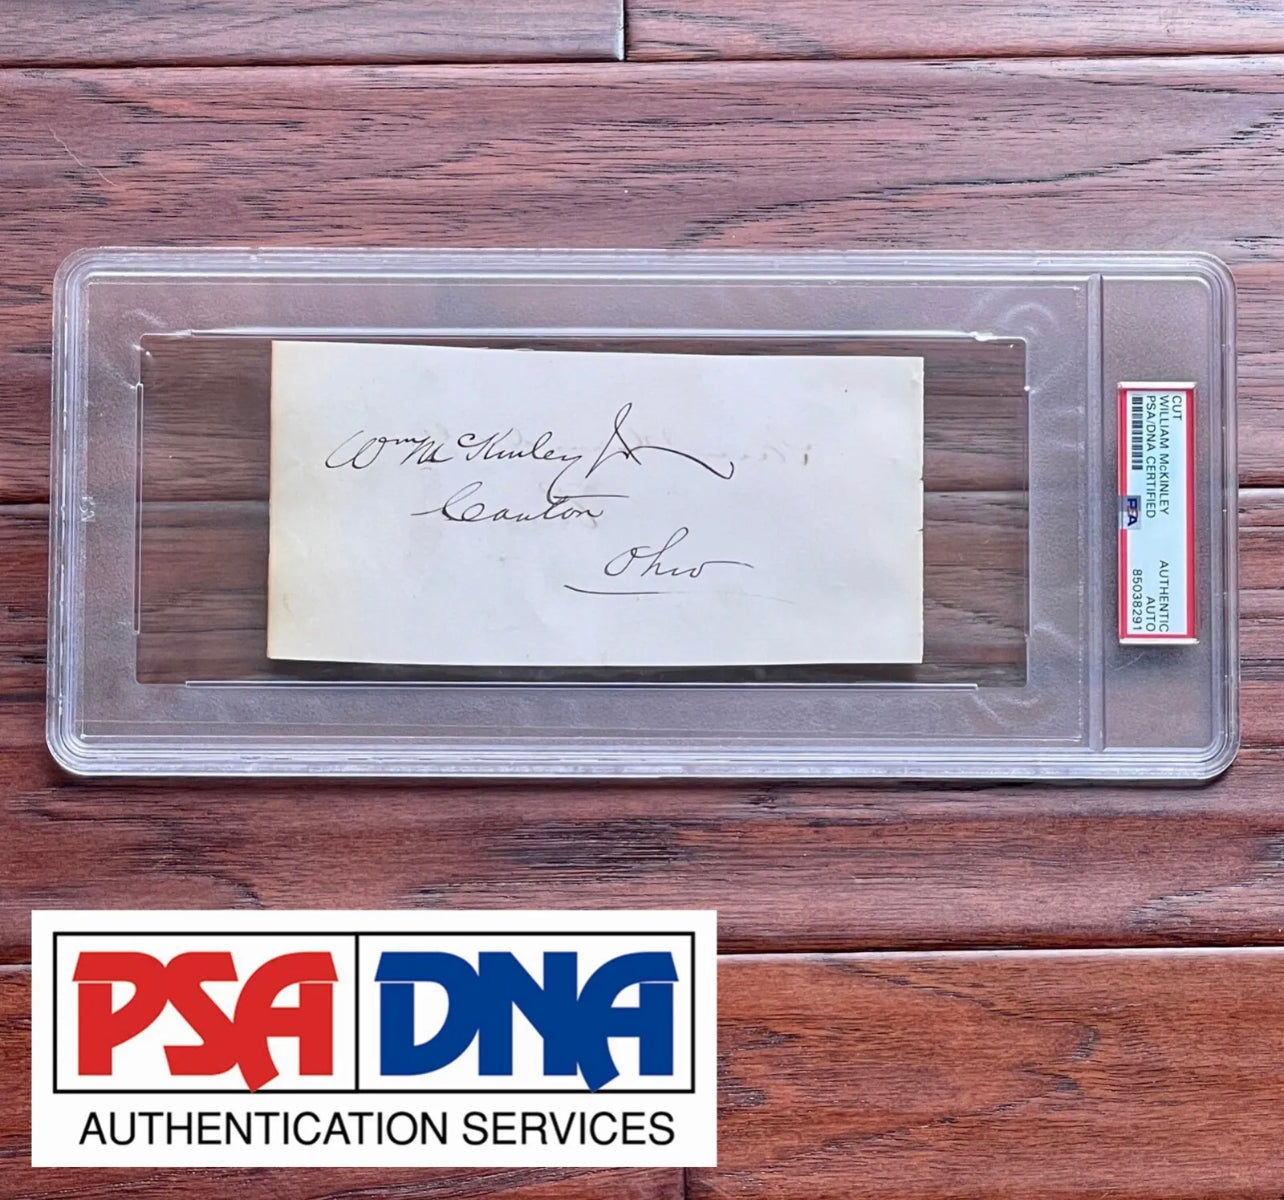 Wm McKinley Jr
Canton
Ohio
CUT
WILLIAM McKINLEY
PSA/DNA CERTIFIED
AUTHENTIC
AUTO
85038291
PSA
PSA DNA
AUTHENTICATION SERVICES